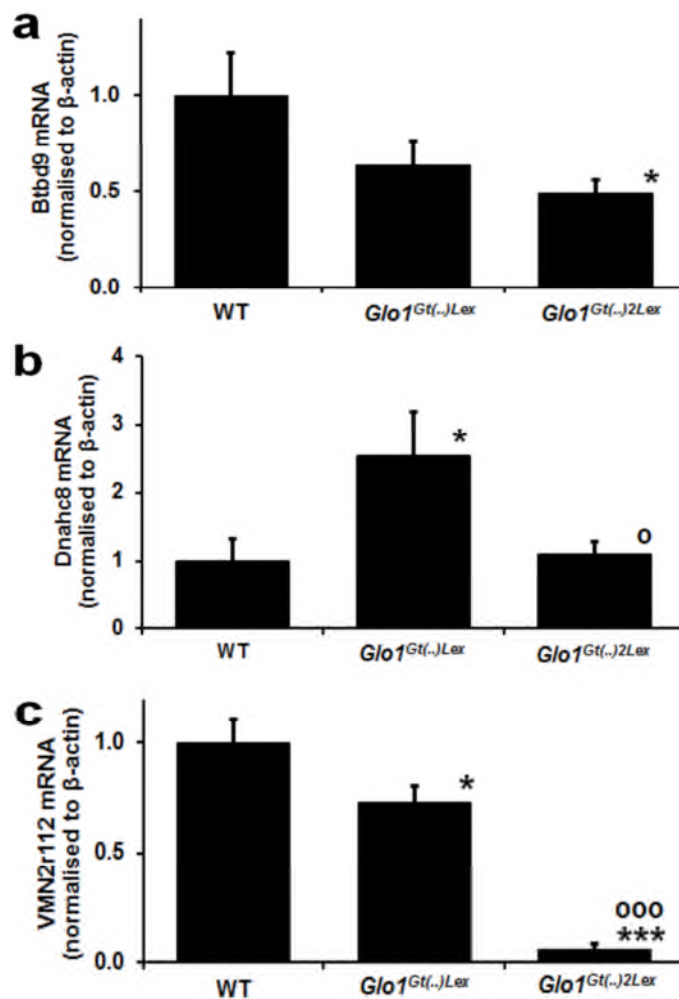 a
Btbd9 mRNA
(normalised to β-actin)
1.0
0.5
0.0
*
WT
Glo1Gt(..)Lex
Glo1Gt(..)2Lex
b
Dnahc8 mRNA
(normalised to β-actin)
4
3
2
1
0
*
o
WT
Glo1Gt(..)Lex
Glo1Gt(..)2Lex
c
VMN2r112 mRNA
(normalised to β-actin)
1.0
0.5
0.0
*
ooo
***
WT
Glo1Gt(..)Lex
Glo1Gt(..)2Lex